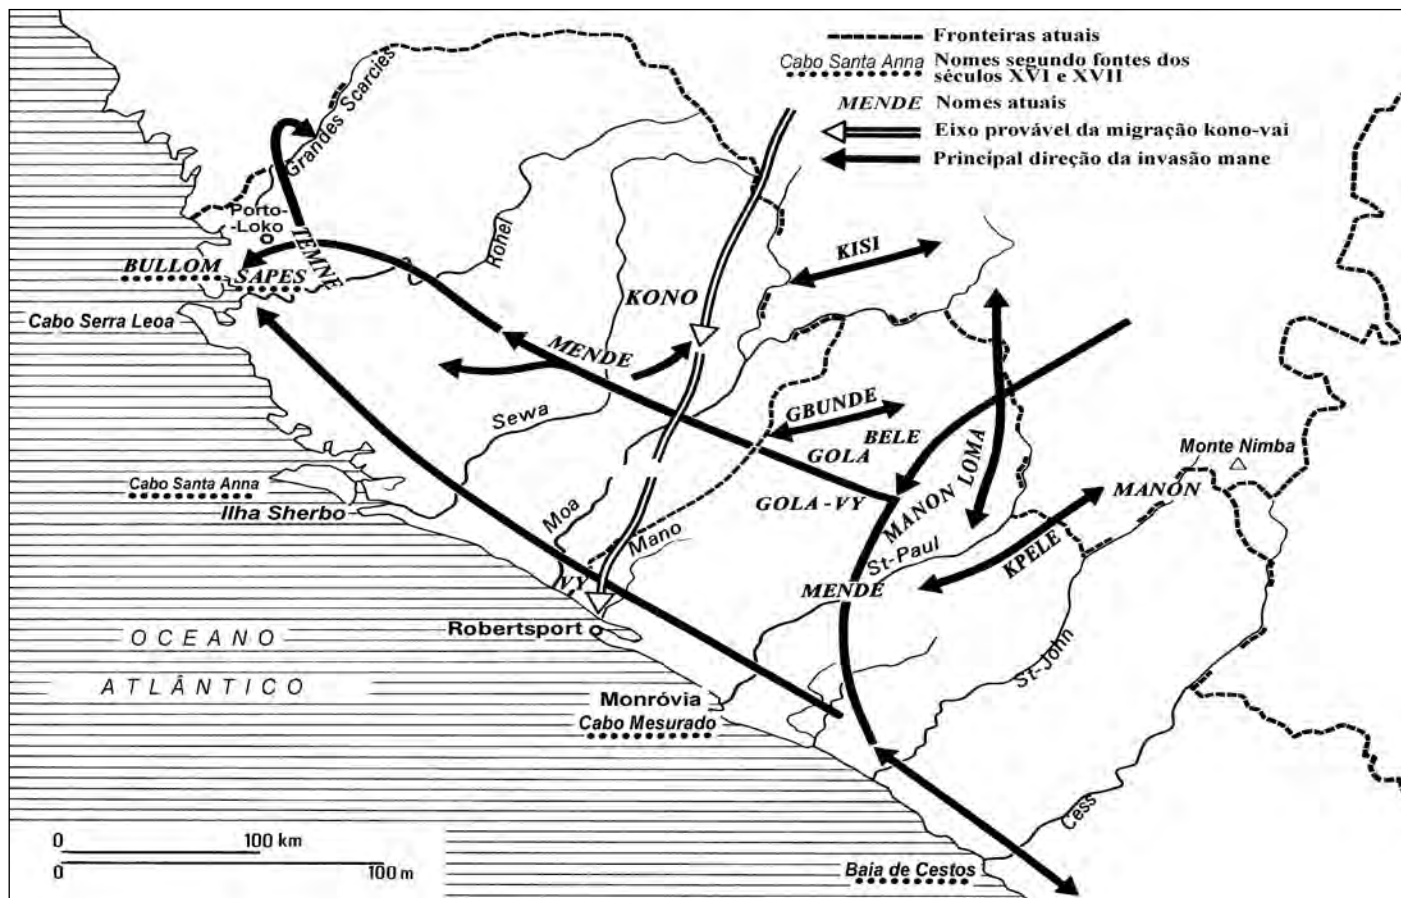 Fronteiras atuais
Cabo Santa Anna
Nomes segundo fontes dos
séculos XVI e XVII
MENDE
Nomes atuais
Eixo provável da migração kono-vai
Principal direção da invasão mane
Grandes Scarcies
Porto-
-Loko
TEMNE
BULLOM
SAPES
Cabo Serra Leoa
Rohel
KONO
KISI
MENDE
Sewa
GBUNDE
BELE
GOLA
GOLA-VY
LOMA
MANON
Monte Nimba
MANON
Cabo Santa Anna
Ilha Sherbo
Moa
Mano
St-Paul
KPELE
VY
MENDE
Robertsport
OCEANO
ATLÂNTICO
St-John
Monróvia
Cabo Mesurado
Cess
0 100 km
0 100 m
Baia de Cestos